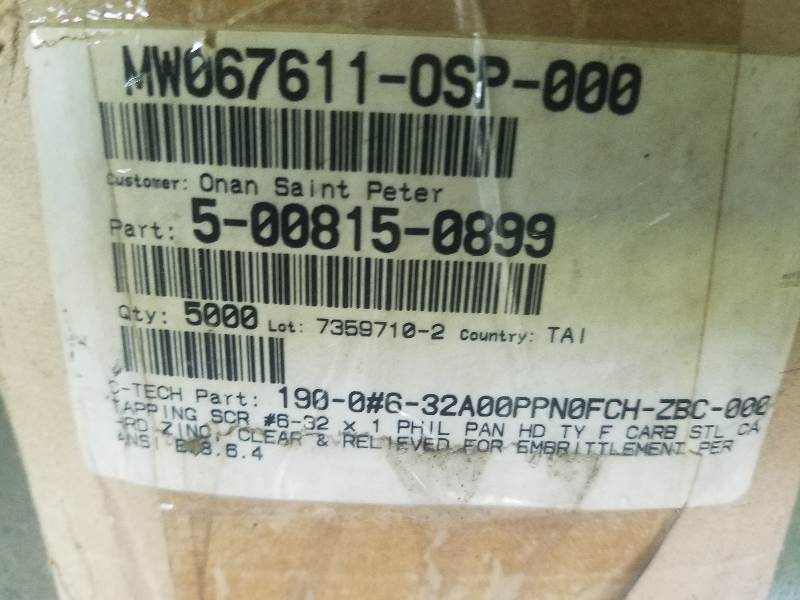 MW067611-OSP-000
Customer: Onan Saint Peter
Part: 5-00815-0899
Qty: 5000 Lot: 7359710-2 Country: TAI
C-TECH Part: 190-0#6-32A00PPN0FCH-ZBC-000
TAPPING SCR #6-32 x 1 PHIL PAN HD TY F CARB STL CA
HRD ZINC, CLEAR & RELIEVED FOR EMBRITTLEMENT PER
ANSI B.18.6.4